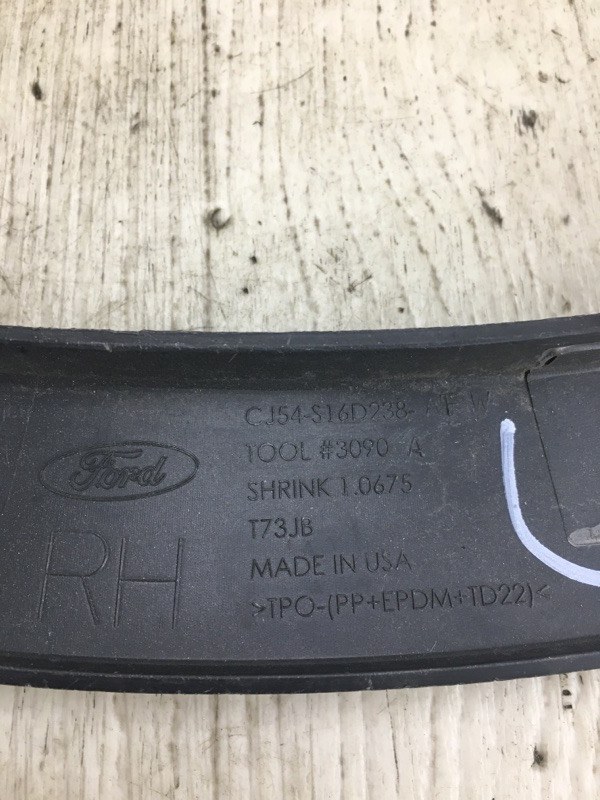 Ford
RH
CJ54-S16D238-
TOOL #3090 A
SHRINK 1.0675
T73JB
MADE IN USA
>TPO-(PP+EPDM+TD22)<